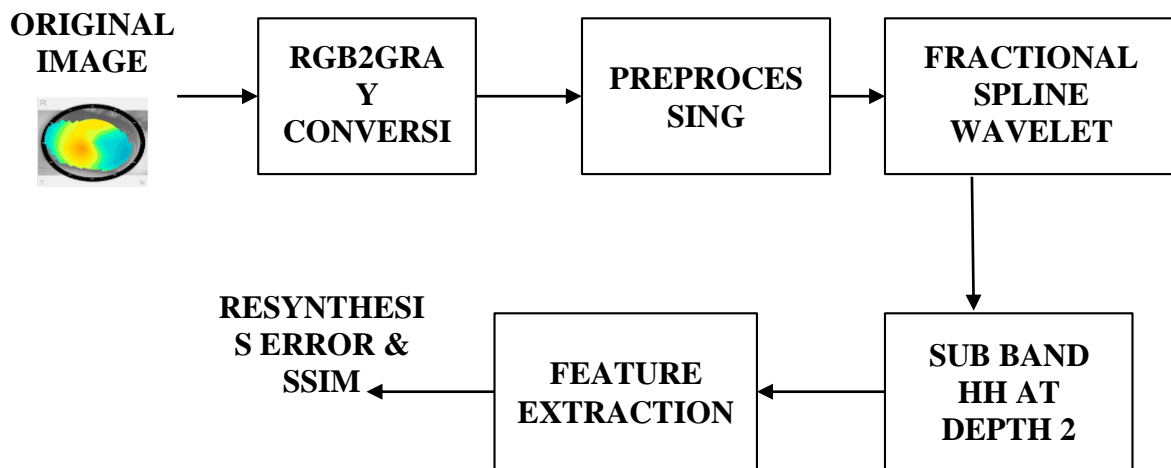 ORIGINAL
IMAGE
R
T
N
RGB2GRA
Y
CONVERSI
PREPROCES
SING
FRACTIONAL
SPLINE
WAVELET
SUB BAND
HH AT
DEPTH 2
FEATURE
EXTRACTION
RESYNTHESI
S ERROR &
SSIM